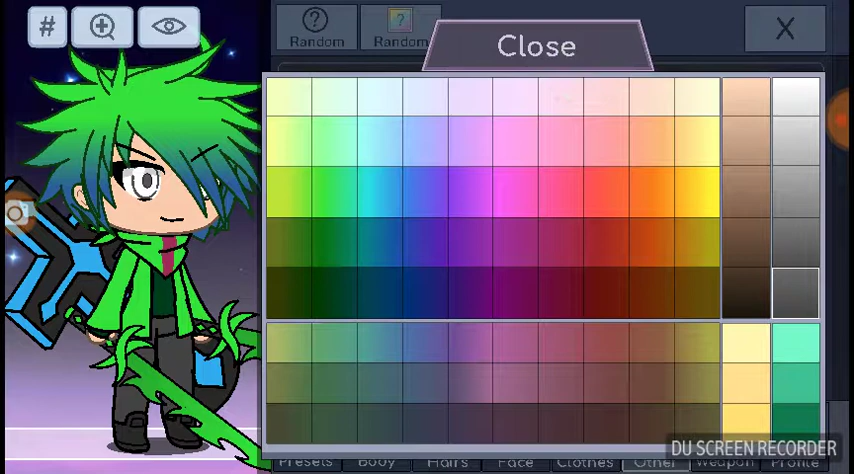 #
?
Random
?
Random
Close
X
Presets
Body
Hairs
Face
Clothes
Other
Weapon
Profile
DU SCREEN RECORDER